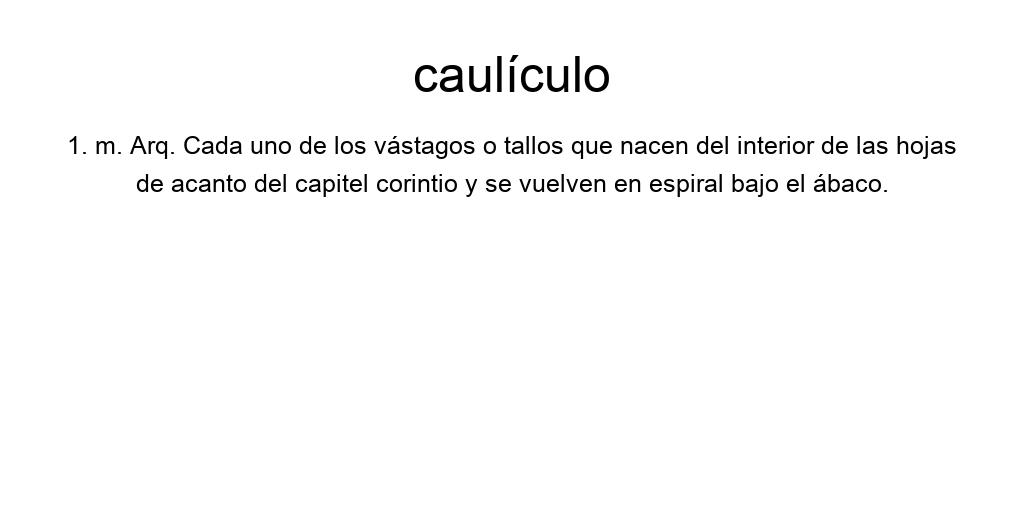 caulículo
1. m. Arq. Cada uno de los vástagos o tallos que nacen del interior de las hojas
de acanto del capitel corintio y se vuelven en espiral bajo el ábaco.